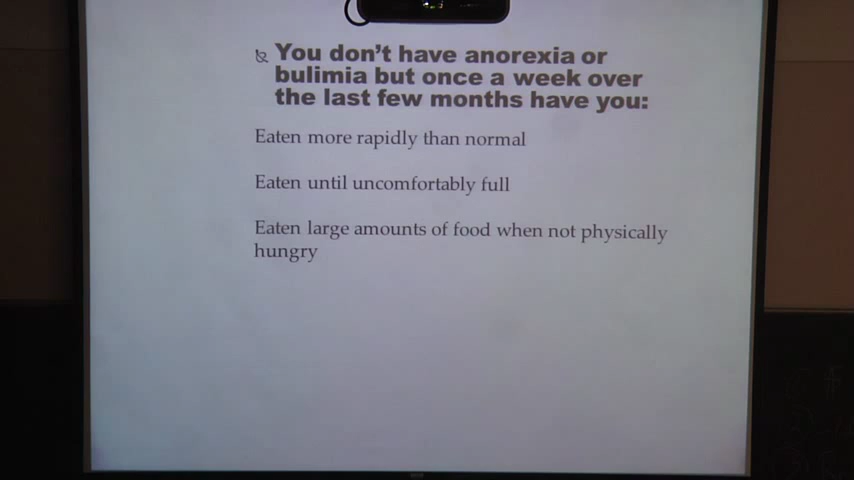 You don't have anorexia or
bulimia but once a week over
the last few months have you:
Eaten more rapidly than normal
Eaten until uncomfortably full
Eaten large amounts of food when not physically
hungry